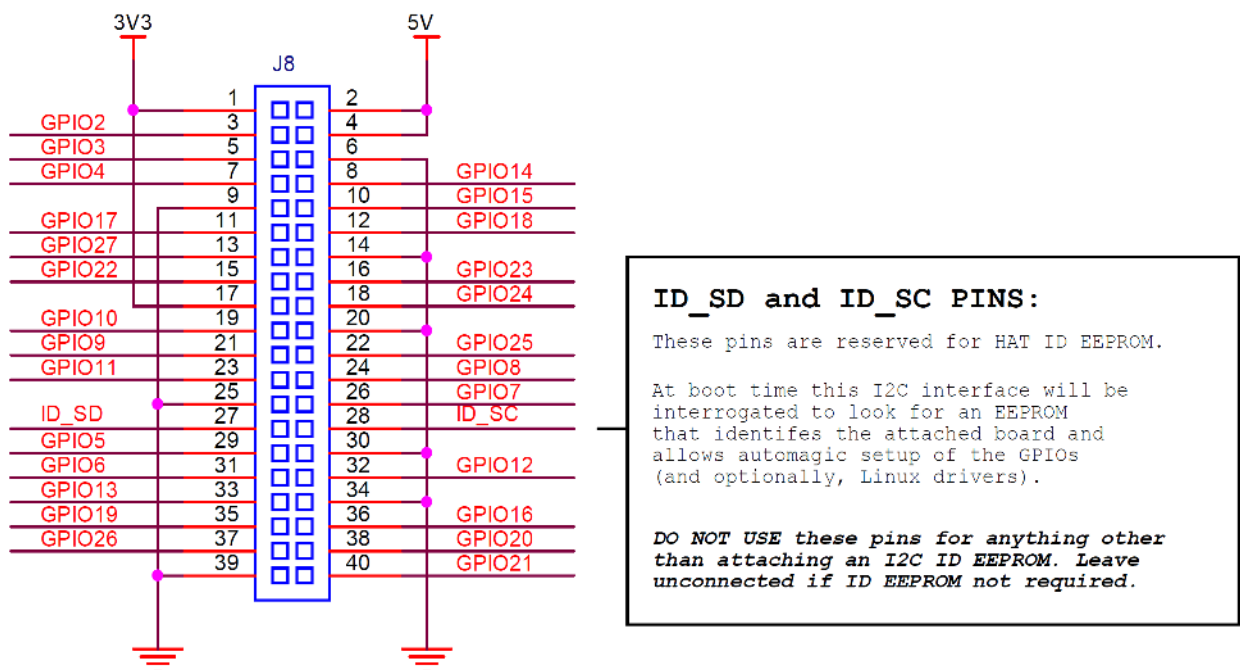 3V3 5V
J8
1 2
GPIO2 3 4
GPIO3 5 6
GPIO4 7 8 GPIO14
9 10 GPIO15
GPIO17 11 12 GPIO18
GPIO27 13 14
GPIO22 15 16 GPIO23
17 18 GPIO24
GPIO10 19 20
GPIO9 21 22 GPIO25
GPIO11 23 24 GPIO8
25 26 GPIO7
ID_SD 27 28 ID_SC
GPIO5 29 30
GPIO6 31 32 GPIO12
GPIO13 33 34
GPIO19 35 36 GPIO16
GPIO26 37 38 GPIO20
39 40 GPIO21
ID_SD and ID_SC PINS:
These pins are reserved for HAT ID EEPROM.
At boot time this I2C interface will be
interrogated to look for an EEPROM
that identifes the attached board and
allows automagic setup of the GPIOs
(and optionally, Linux drivers).
DO NOT USE these pins for anything other
than attaching an I2C ID EEPROM. Leave
unconnected if ID EEPROM not required.